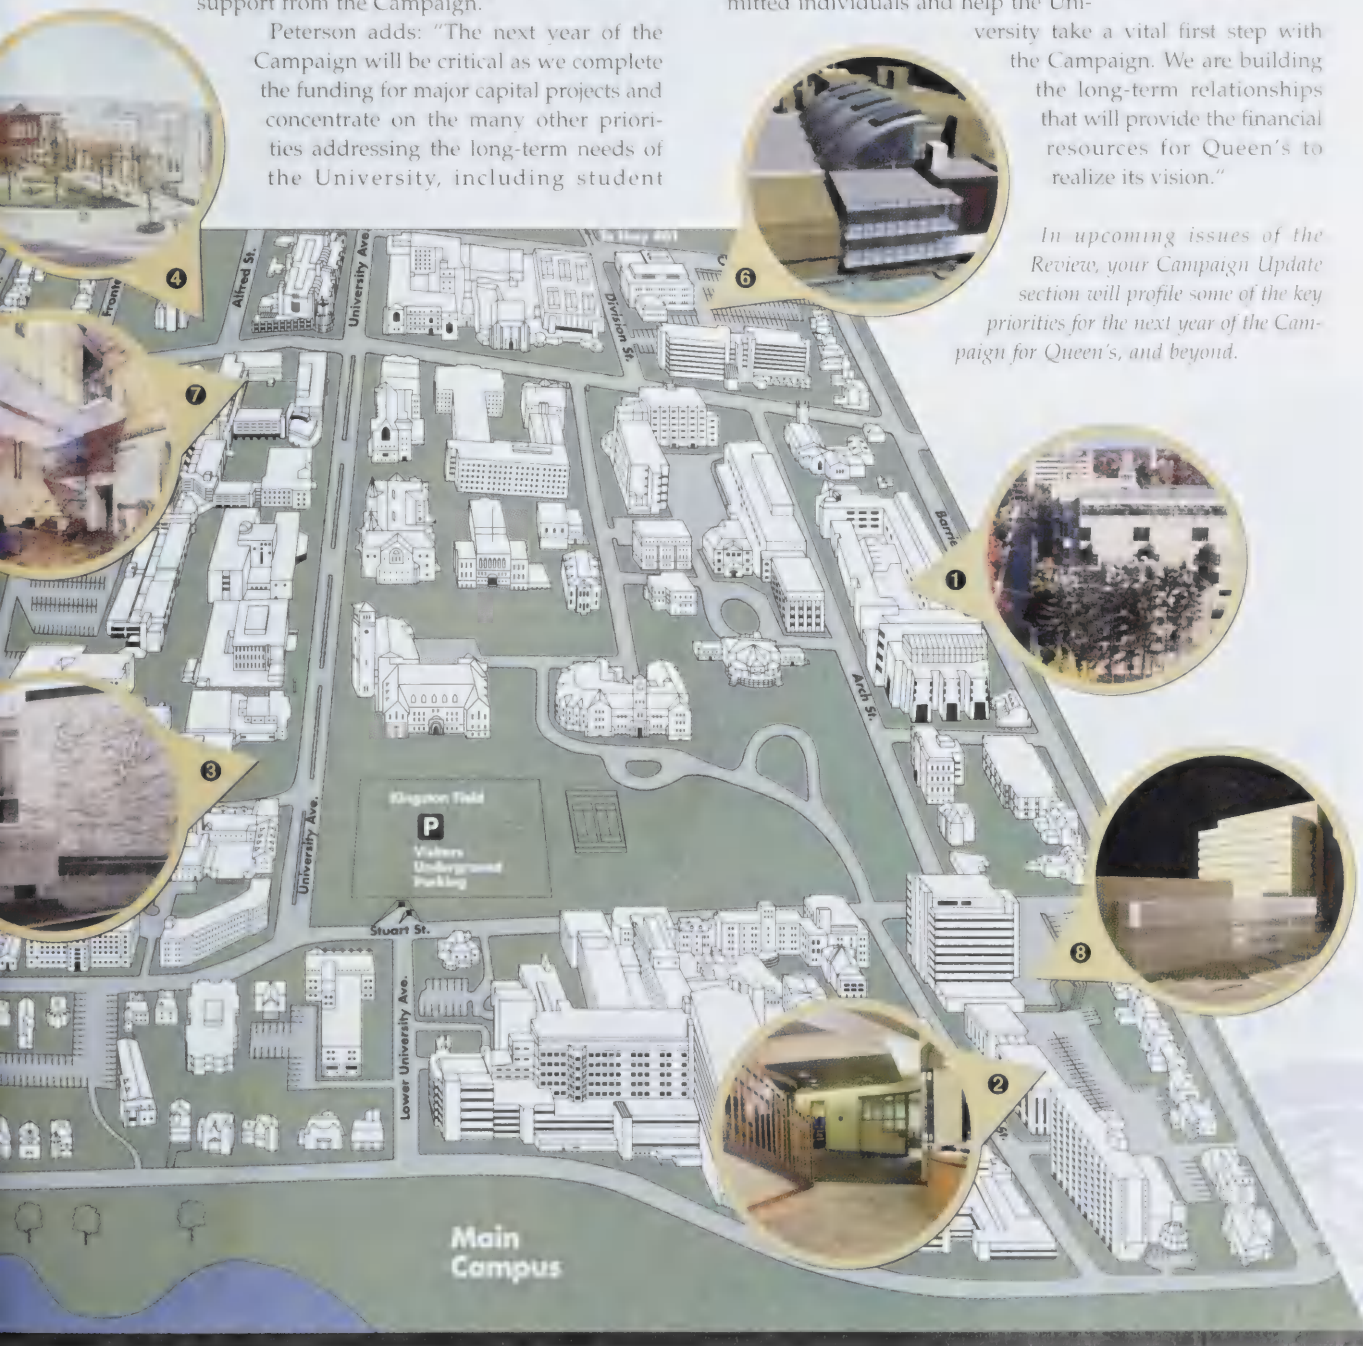 support from the Campaign.
Peterson adds: "The next year of the
Campaign will be critical as we complete
the funding for major capital projects and
concentrate on the many other priori-
ties addressing the long-term needs of
the University, including student
mitted individuals and help the Uni-
versity take a vital first step with
the Campaign. We are building
the long-term relationships
that will provide the financial
resources for Queen's to
realize its vision."
In upcoming issues of the
Review, your Campaign Update
section will profile some of the key
priorities for the next year of the Cam-
paign for Queen's, and beyond.
4
6
7
1
3
8
2
Fronte
Alfred St.
University Ave.
To Hwy 401
Division St.
Barrie
Arch St.
University Ave.
Kingston Field
P
Visitors
Underground
Parking
Stuart St.
Lower University Ave.
St.
Main
Campus